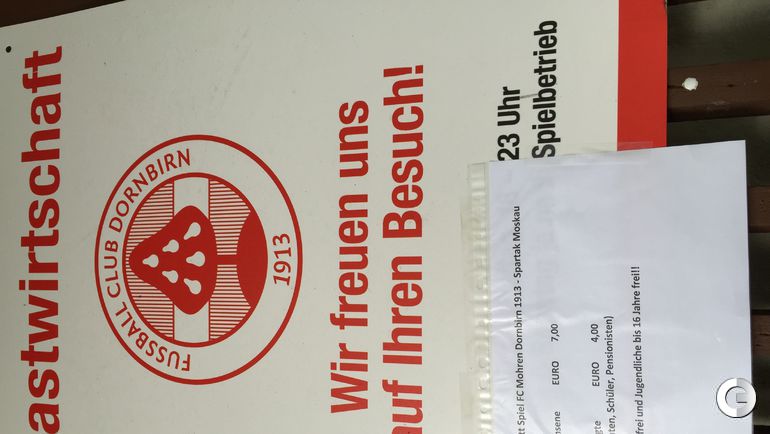 astwirtschaft
FUSSBALL CLUB DORNBIRN
1913
Wir freuen uns
auf Ihren Besuch!
23 Uhr
Spielbetrieb
tt Spiel FC Mohren Dornbirn 1913 - Spartak Moskau
hsene EURO 7,00
gte EURO 4,00
nten, Schüler, Pensionisten)
frei und Jugendliche bis 16 Jahre frei!!